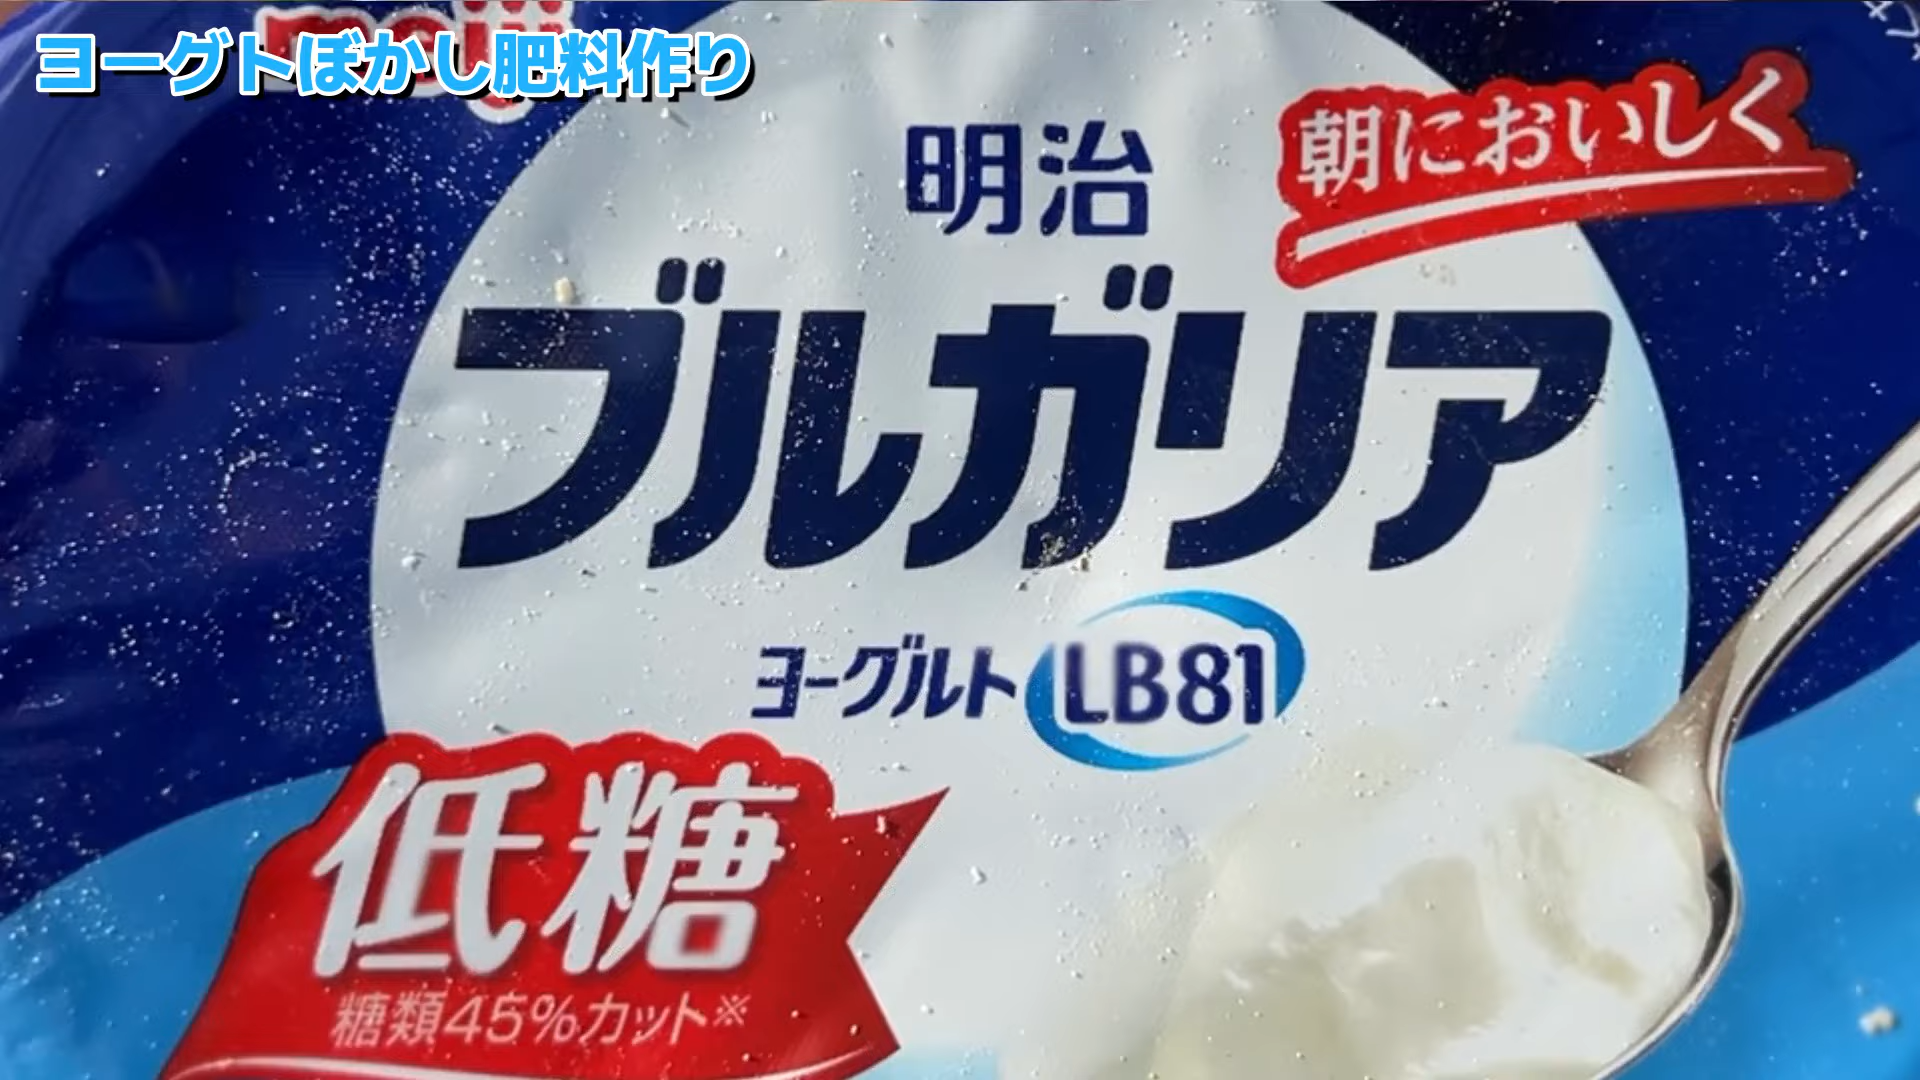 ヨーグトぼかし肥料作り
meiji
朝においしく
明治
ブルガリア
ヨーグルト LB81
低糖
糖類45%カット※